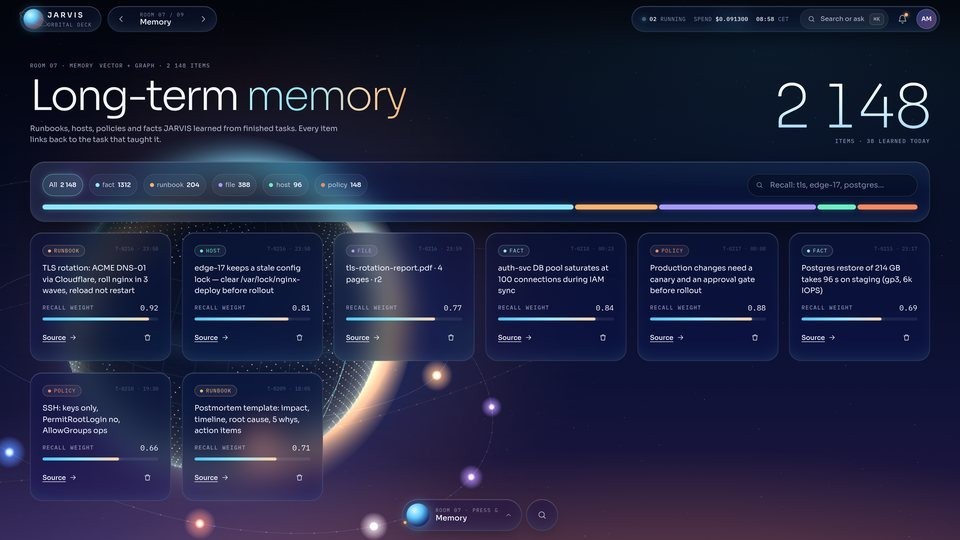 JARVIS
ORBITAL DECK
ROOM 07 / 09
Memory
02 RUNNING SPEND $0.091300 08:58 CET
Search or ask ⌘K
AM
ROOM 07 · MEMORY VECTOR + GRAPH · 2 148 ITEMS
Long-term memory
Runbooks, hosts, policies and facts JARVIS learned from finished tasks. Every item
links back to the task that taught it.
2 148
ITEMS · 38 LEARNED TODAY
All 2 148
fact 1312
runbook 204
file 388
host 96
policy 148
Recall: tls, edge-17, postgres...
RUNBOOK
TLS rotation: ACME DNS-01
via Cloudflare, roll nginx in 3
waves, reload not restart
RECALL WEIGHT 0.92
Source →
HOST
edge-17 keeps a stale config
lock — clear /var/lock/nginx-
deploy before rollout
RECALL WEIGHT 0.81
Source →
FILE
tls-rotation-report.pdf · 4
pages · r2
RECALL WEIGHT 0.77
Source →
FACT
auth-svc DB pool saturates at
100 connections during IAM
sync
RECALL WEIGHT 0.84
Source →
POLICY
Production changes need a
canary and an approval gate
before rollout
RECALL WEIGHT 0.88
Source →
FACT
Postgres restore of 214 GB
takes 96 s on staging (gp3, 6k
IOPS)
RECALL WEIGHT 0.69
Source →
POLICY
SSH: keys only,
PermitRootLogin no,
AllowGroups ops
RECALL WEIGHT 0.66
Source →
RUNBOOK
Postmortem template: impact,
timeline, root cause, 5 whys,
action items
RECALL WEIGHT 0.71
Source →
ROOM 07 · PRESS G
Memory